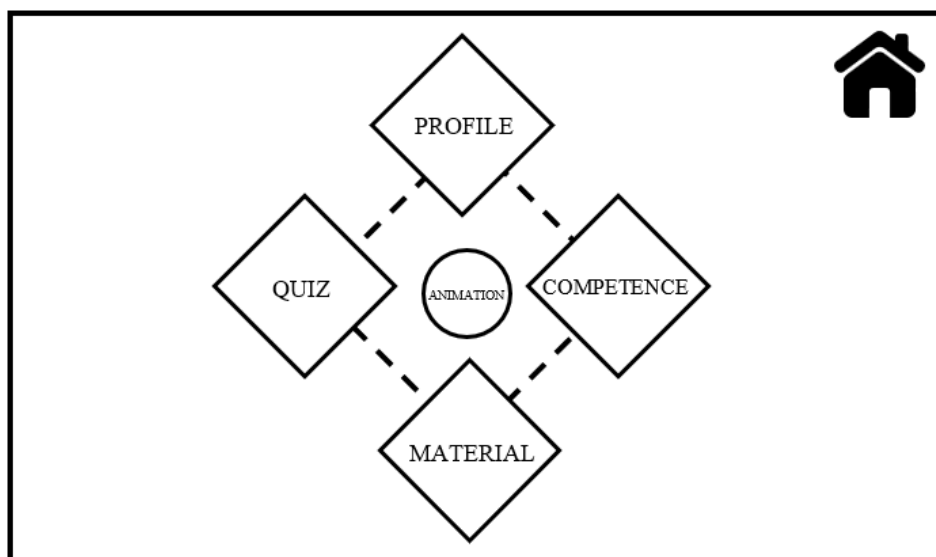 PROFILE
QUIZ
ANIMATION
COMPETENCE
MATERIAL